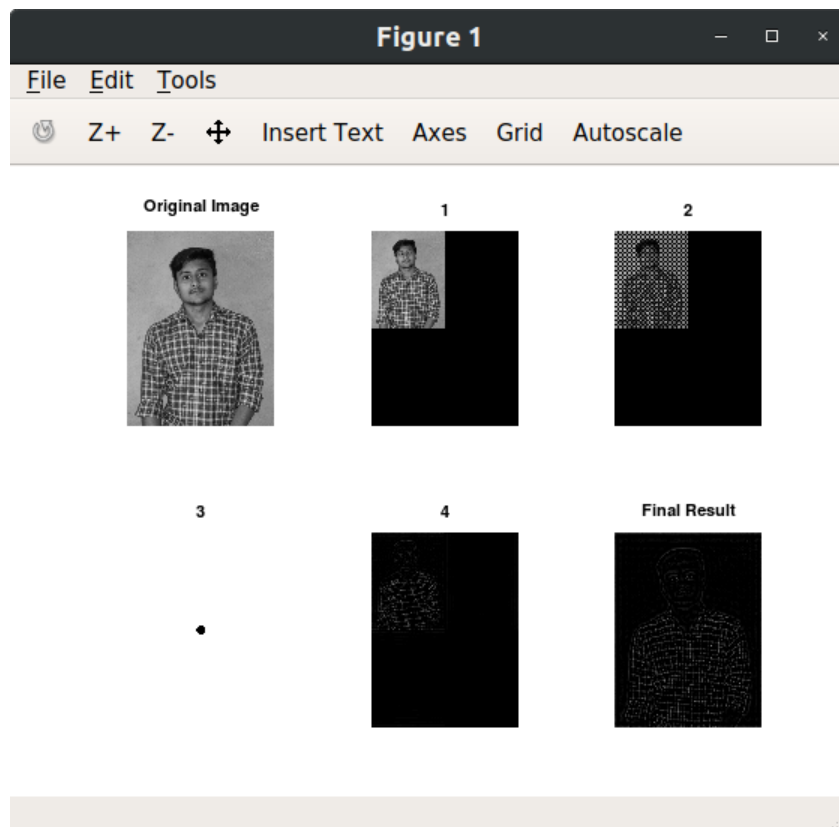 Figure 1
File Edit Tools
Z+ Z- Insert Text Axes Grid Autoscale
Original Image
1
2
3
4
Final Result